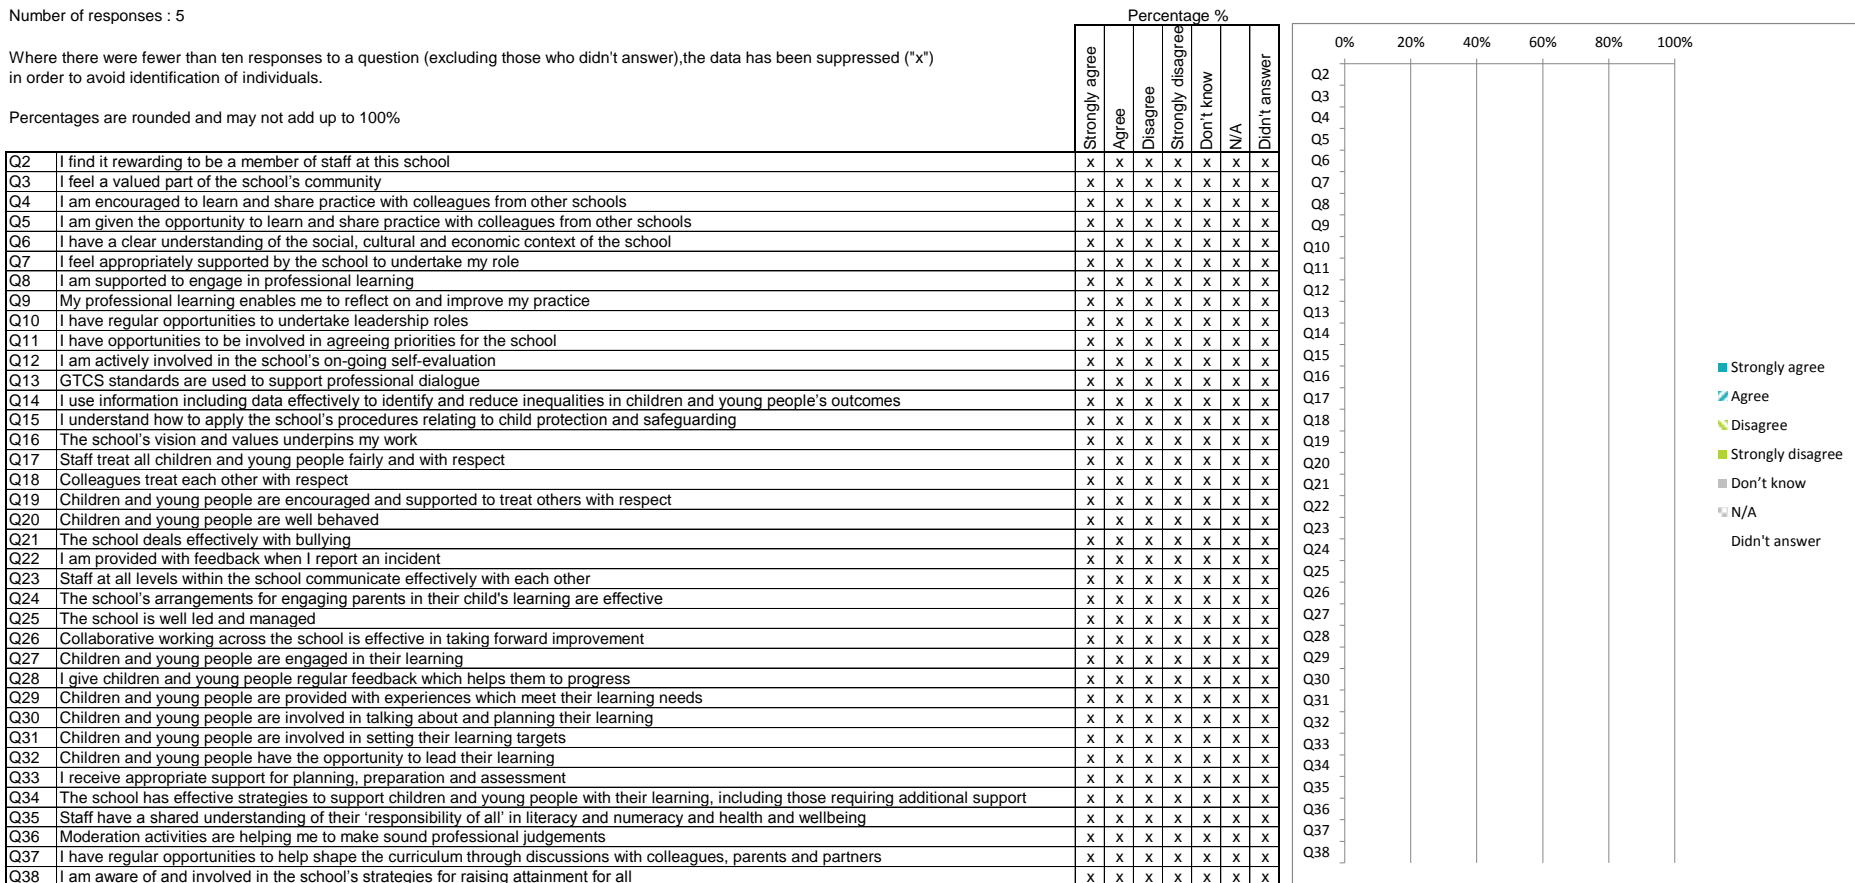 Number of responses : 5
Percentage %
Where there were fewer than ten responses to a question (excluding those who didn't answer),the data has been suppressed ("x")
in order to avoid identification of individuals.
Percentages are rounded and may not add up to 100%
Strongly agree
Agree
Disagree
Strongly disagree
Don't know
N/A
Didn't answer
Q2 I find it rewarding to be a member of staff at this school x x x x x x x
Q3 I feel a valued part of the school’s community x x x x x x x
Q4 I am encouraged to learn and share practice with colleagues from other schools x x x x x x x
Q5 I am given the opportunity to learn and share practice with colleagues from other schools x x x x x x x
Q6 I have a clear understanding of the social, cultural and economic context of the school x x x x x x x
Q7 I feel appropriately supported by the school to undertake my role x x x x x x x
Q8 I am supported to engage in professional learning x x x x x x x
Q9 My professional learning enables me to reflect on and improve my practice x x x x x x x
Q10 I have regular opportunities to undertake leadership roles x x x x x x x
Q11 I have opportunities to be involved in agreeing priorities for the school x x x x x x x
Q12 I am actively involved in the school’s on-going self-evaluation x x x x x x x
Q13 GTCS standards are used to support professional dialogue x x x x x x x
Q14 I use information including data effectively to identify and reduce inequalities in children and young people’s outcomes x x x x x x x
Q15 I understand how to apply the school’s procedures relating to child protection and safeguarding x x x x x x x
Q16 The school’s vision and values underpins my work x x x x x x x
Q17 Staff treat all children and young people fairly and with respect x x x x x x x
Q18 Colleagues treat each other with respect x x x x x x x
Q19 Children and young people are encouraged and supported to treat others with respect x x x x x x x
Q20 Children and young people are well behaved x x x x x x x
Q21 The school deals effectively with bullying x x x x x x x
Q22 I am provided with feedback when I report an incident x x x x x x x
Q23 Staff at all levels within the school communicate effectively with each other x x x x x x x
Q24 The school’s arrangements for engaging parents in their child's learning are effective x x x x x x x
Q25 The school is well led and managed x x x x x x x
Q26 Collaborative working across the school is effective in taking forward improvement x x x x x x x
Q27 Children and young people are engaged in their learning x x x x x x x
Q28 I give children and young people regular feedback which helps them to progress x x x x x x x
Q29 Children and young people are provided with experiences which meet their learning needs x x x x x x x
Q30 Children and young people are involved in talking about and planning their learning x x x x x x x
Q31 Children and young people are involved in setting their learning targets x x x x x x x
Q32 Children and young people have the opportunity to lead their learning x x x x x x x
Q33 I receive appropriate support for planning, preparation and assessment x x x x x x x
Q34 The school has effective strategies to support children and young people with their learning, including those requiring additional support x x x x x x x
Q35 Staff have a shared understanding of their ‘responsibility of all’ in literacy and numeracy and health and wellbeing x x x x x x x
Q36 Moderation activities are helping me to make sound professional judgements x x x x x x x
Q37 I have regular opportunities to help shape the curriculum through discussions with colleagues, parents and partners x x x x x x x
Q38 I am aware of and involved in the school’s strategies for raising attainment for all x x x x x x x
0% 20% 40% 60% 80% 100%
Q2
Q3
Q4
Q5
Q6
Q7
Q8
Q9
Q10
Q11
Q12
Q13
Q14
Q15
Q16
Q17
Q18
Q19
Q20
Q21
Q22
Q23
Q24
Q25
Q26
Q27
Q28
Q29
Q30
Q31
Q32
Q33
Q34
Q35
Q36
Q37
Q38
Strongly agree
Agree
Disagree
Strongly disagree
Don’t know
N/A
Didn't answer